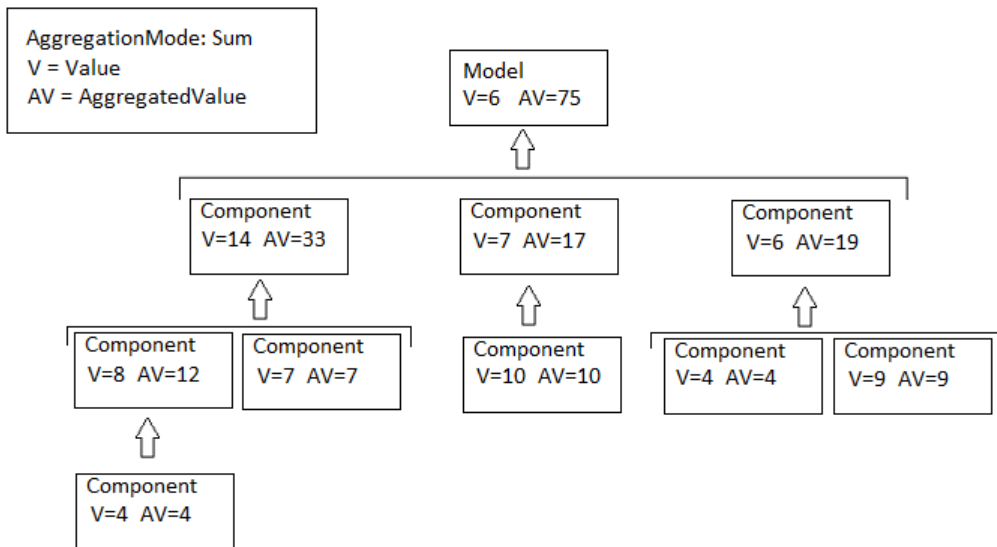 AggregationMode: Sum
V = Value
AV = AggregatedValue
Model
V=6 AV=75
Component
V=14 AV=33
Component
V=7 AV=17
Component
V=6 AV=19
Component
V=8 AV=12
Component
V=7 AV=7
Component
V=10 AV=10
Component
V=4 AV=4
Component
V=9 AV=9
Component
V=4 AV=4